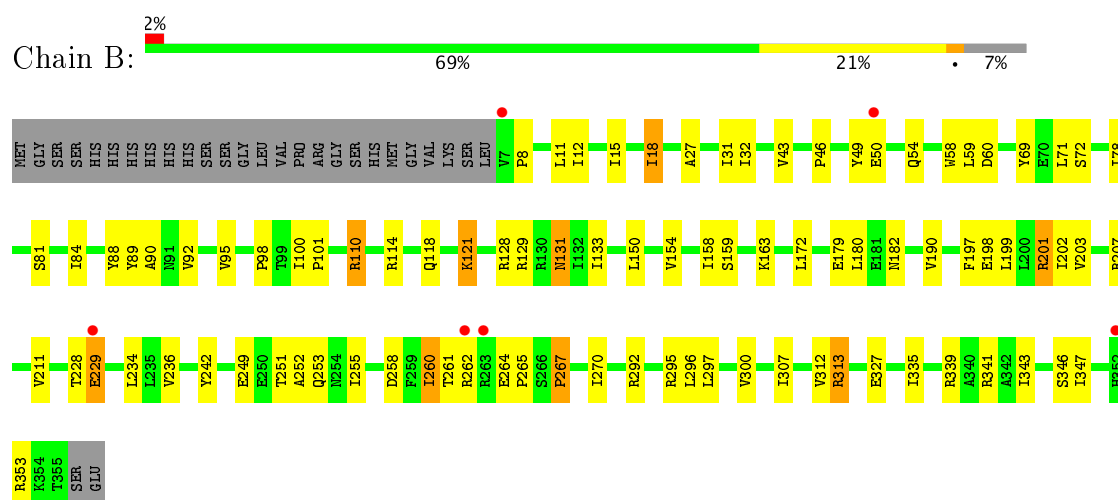 2%
Chain B:
69% 21% • 7%
MET GLY SER SER HIS HIS HIS HIS HIS HIS SER SER GLY LEU VAL PRO ARG GLY SER HIS MET GLY VAL LYS SER LEU V7 P8 L11 I12 I15 I18 A27 I31 I32 V43 P46 Y49 E50 Q54 W58 L59 D60 Y69 E70 L71 S72 I78
S81 I84 Y88 Y89 A90 N91 V92 V95 P98 T99 I100 P101 R110 R114 Q118 K121 R128 R129 R130 N131 I132 I133 L150 V154 I158 S159 K163 L172 E179 L180 E181 N182 V190 F197 E198 L199 L200 R201 I202 V203
V211 T228 E229 L234 L235 V236 Y242 E249 E250 T251 A252 Q253 N254 I255 D258 F259 I260 T261 R262 R263 E264 P265 S266 P267 I270 R292 R295 L296 L297 V300 I307 V312 R313 E327 I335 R339 A340 R341 A342 I343 S346 I347
R353 K354 T355 SER GLU